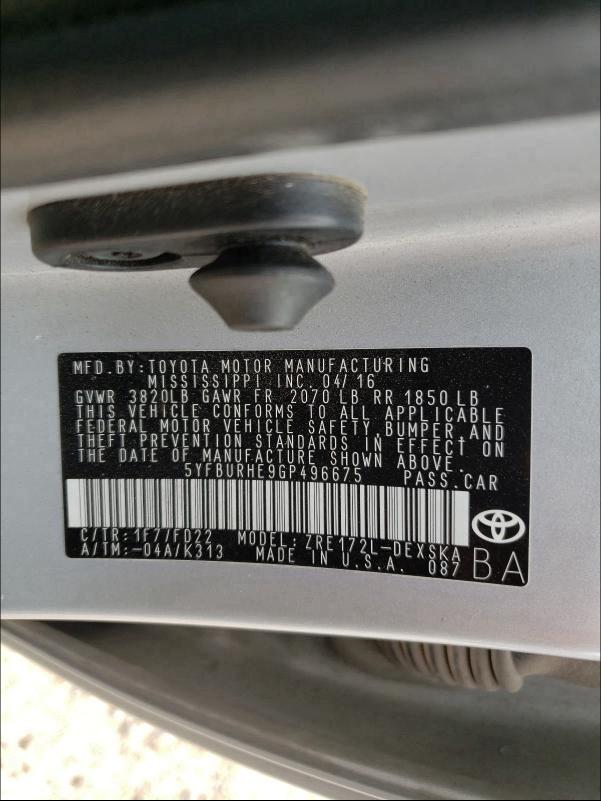 MFD.BY:TOYOTA MOTOR MANUFACTURING
MISSISSIPPI INC. 04/16
GVWR 3820LB GAWR FR 2070 LB RR 1850 LB
THIS VEHICLE CONFORMS TO ALL APPLICABLE
FEDERAL MOTOR VEHICLE SAFETY, BUMPER AND
THEFT PREVENTION STANDARDS IN EFFECT ON
THE DATE OF MANUFACTURE SHOWN ABOVE.
5YFBURHE9GP496675 PASS.CAR
C/TR:1F77FD22 MODEL: ZRE172L-DEXSKA
A/TM:-04A/K313 MADE IN U.S.A. 087 BA